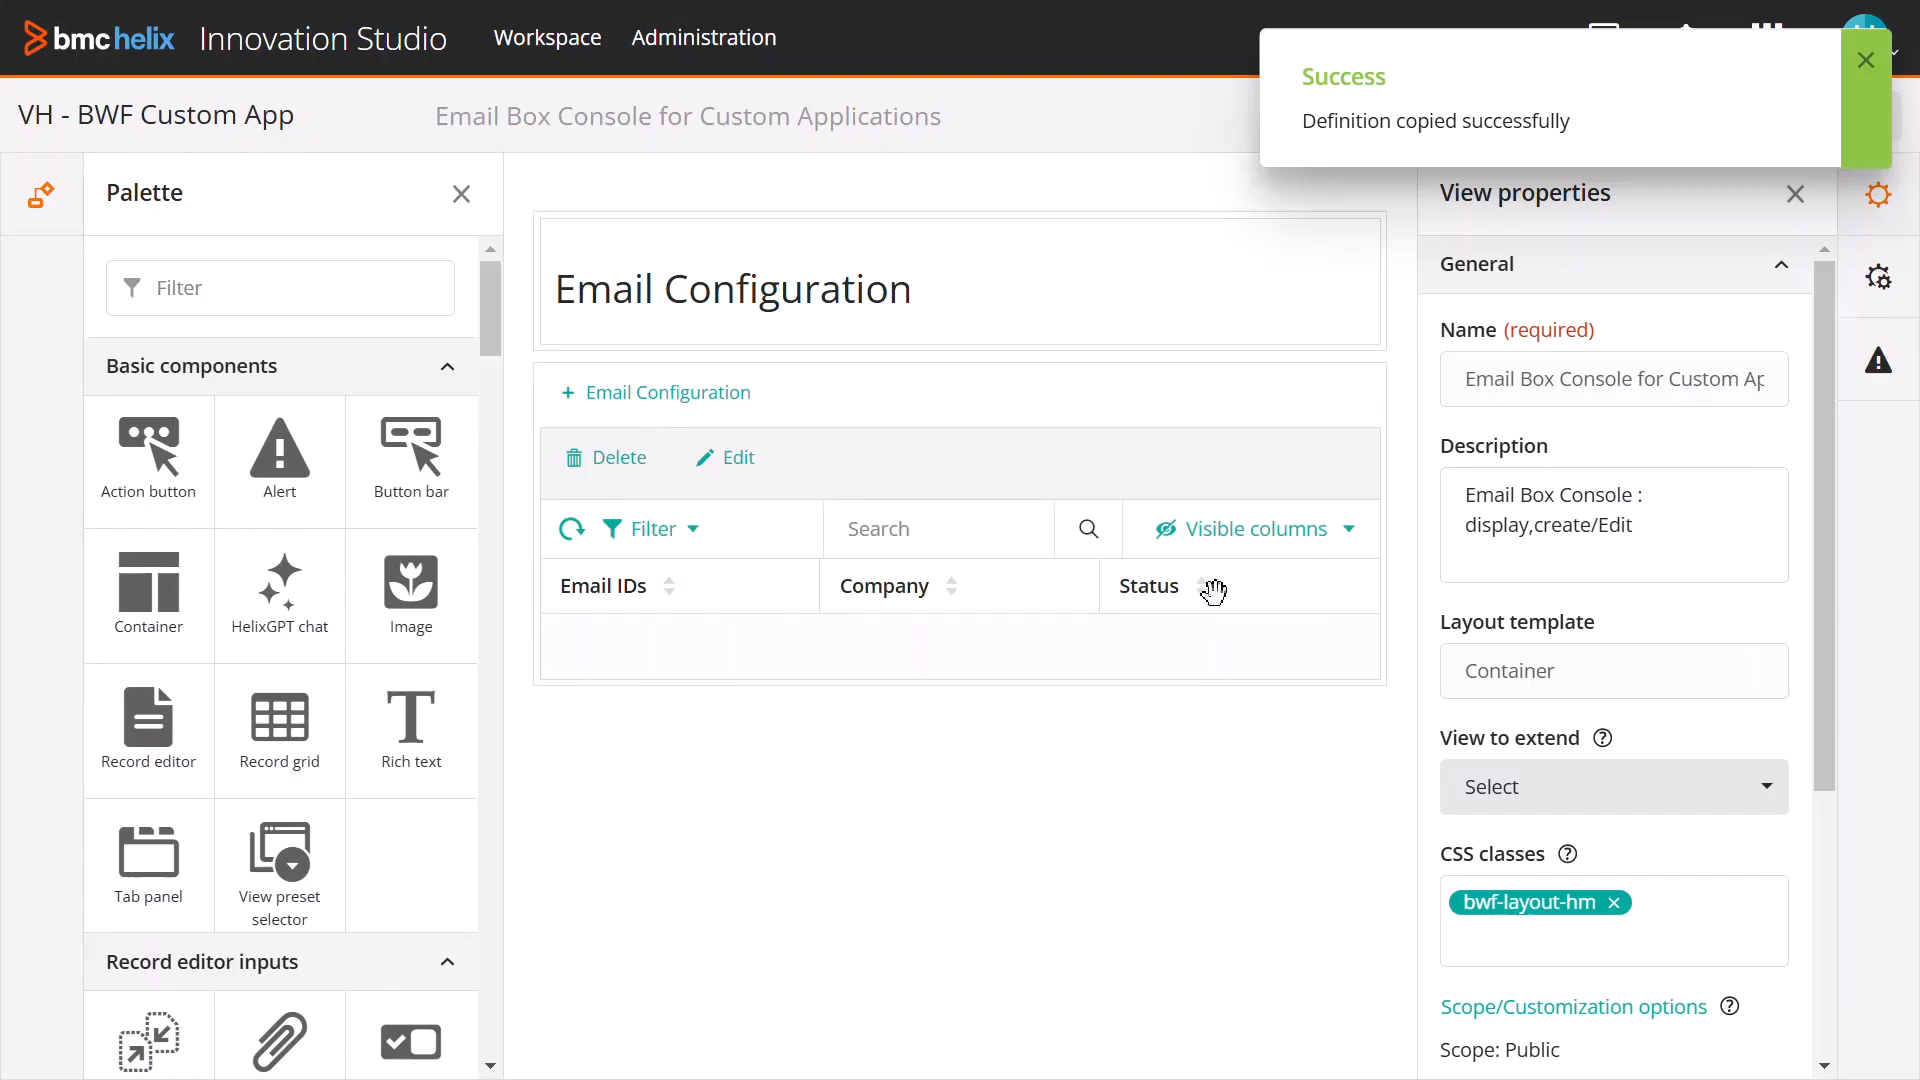 bmc helix Innovation Studio Workspace Administration
Success
Definition copied successfully
VH - BWF Custom App Email Box Console for Custom Applications
Palette
Filter
Basic components
Action button Alert Button bar
Container HelixGPT chat Image
Record editor Record grid Rich text
Tab panel View preset
selector
Record editor inputs
Email Configuration
+ Email Configuration
Delete Edit
Filter Search Visible columns
Email IDs Company Status
View properties
General
Name (required)
Email Box Console for Custom Ap
Description
Email Box Console :
display,create/Edit
Layout template
Container
View to extend ?
Select
CSS classes ?
bwf-layout-hm ×
Scope/Customization options ?
Scope: Public